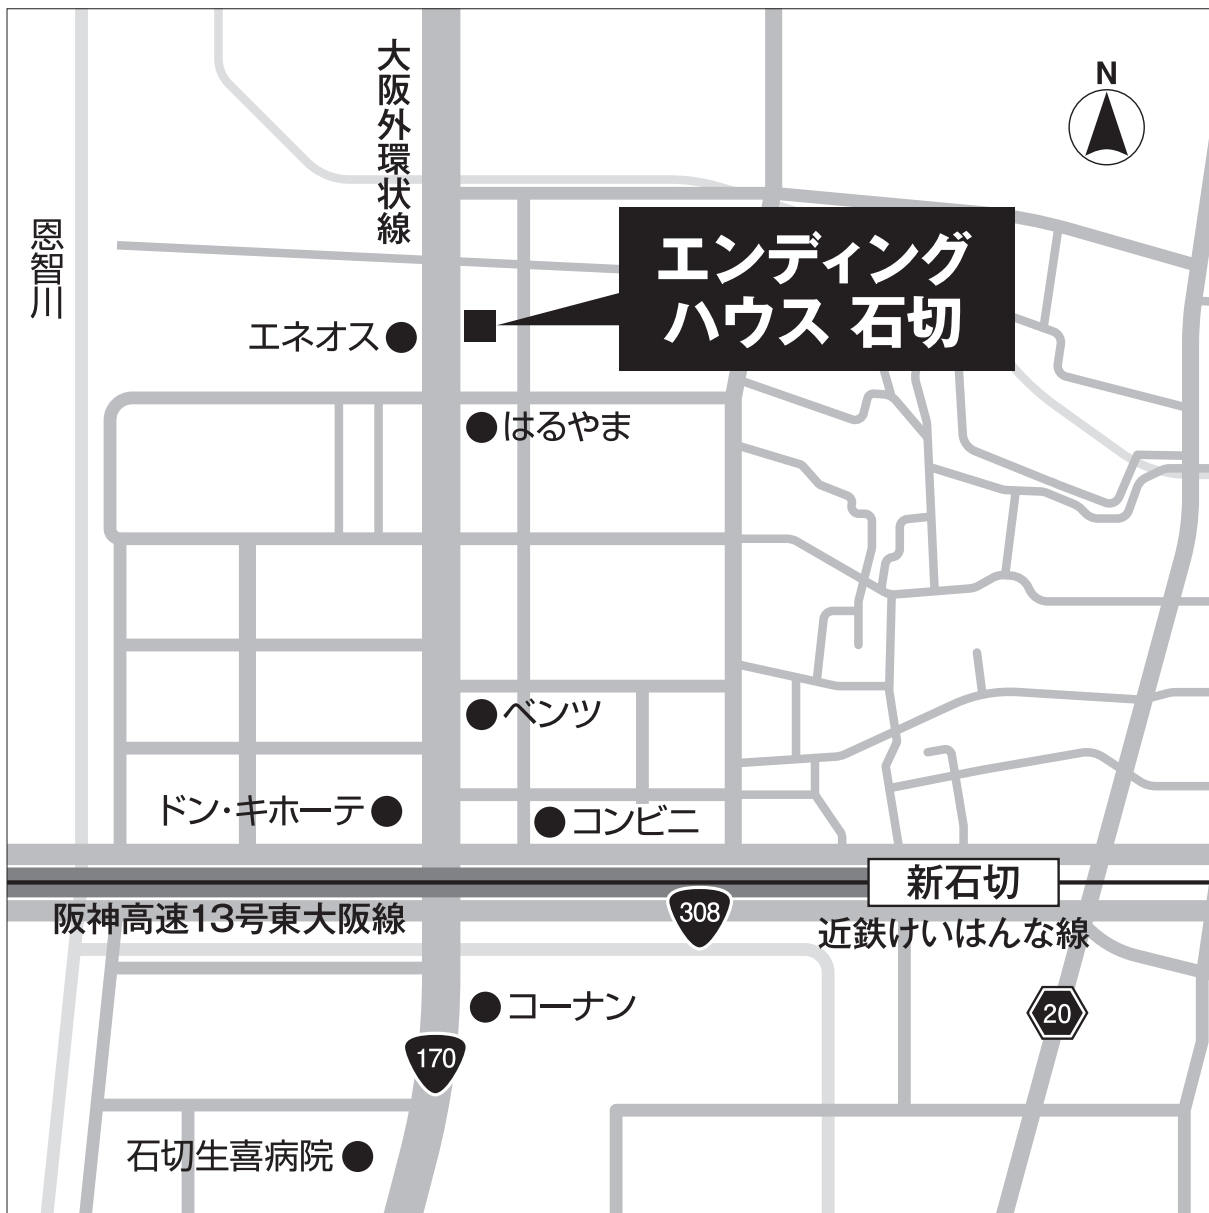 大阪外環状線
N
恩智川
エンディング
ハウス 石切
エネオス
はるやま
ベンツ
ドン・キホーテ
コンビニ
新石切
阪神高速13号東大阪線
308
近鉄けいはんな線
コーナン
20
170
石切生喜病院